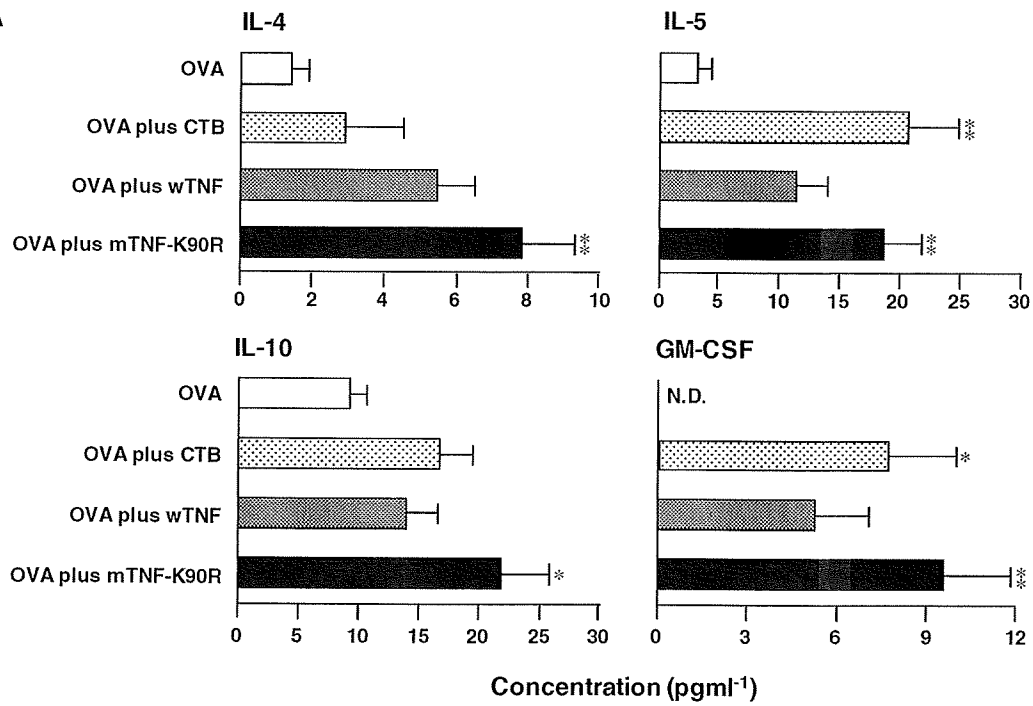 A
IL-4
OVA
OVA plus CTB
OVA plus wTNF
OVA plus mTNF-K90R
**
0 2 4 6 8 10
IL-5
**
**
0 5 10 15 20 25 30
IL-10
OVA
OVA plus CTB
OVA plus wTNF
OVA plus mTNF-K90R
*
0 5 10 15 20 25 30
GM-CSF
N.D.
*
**
0 3 6 9 12
Concentration (pgml⁻¹)